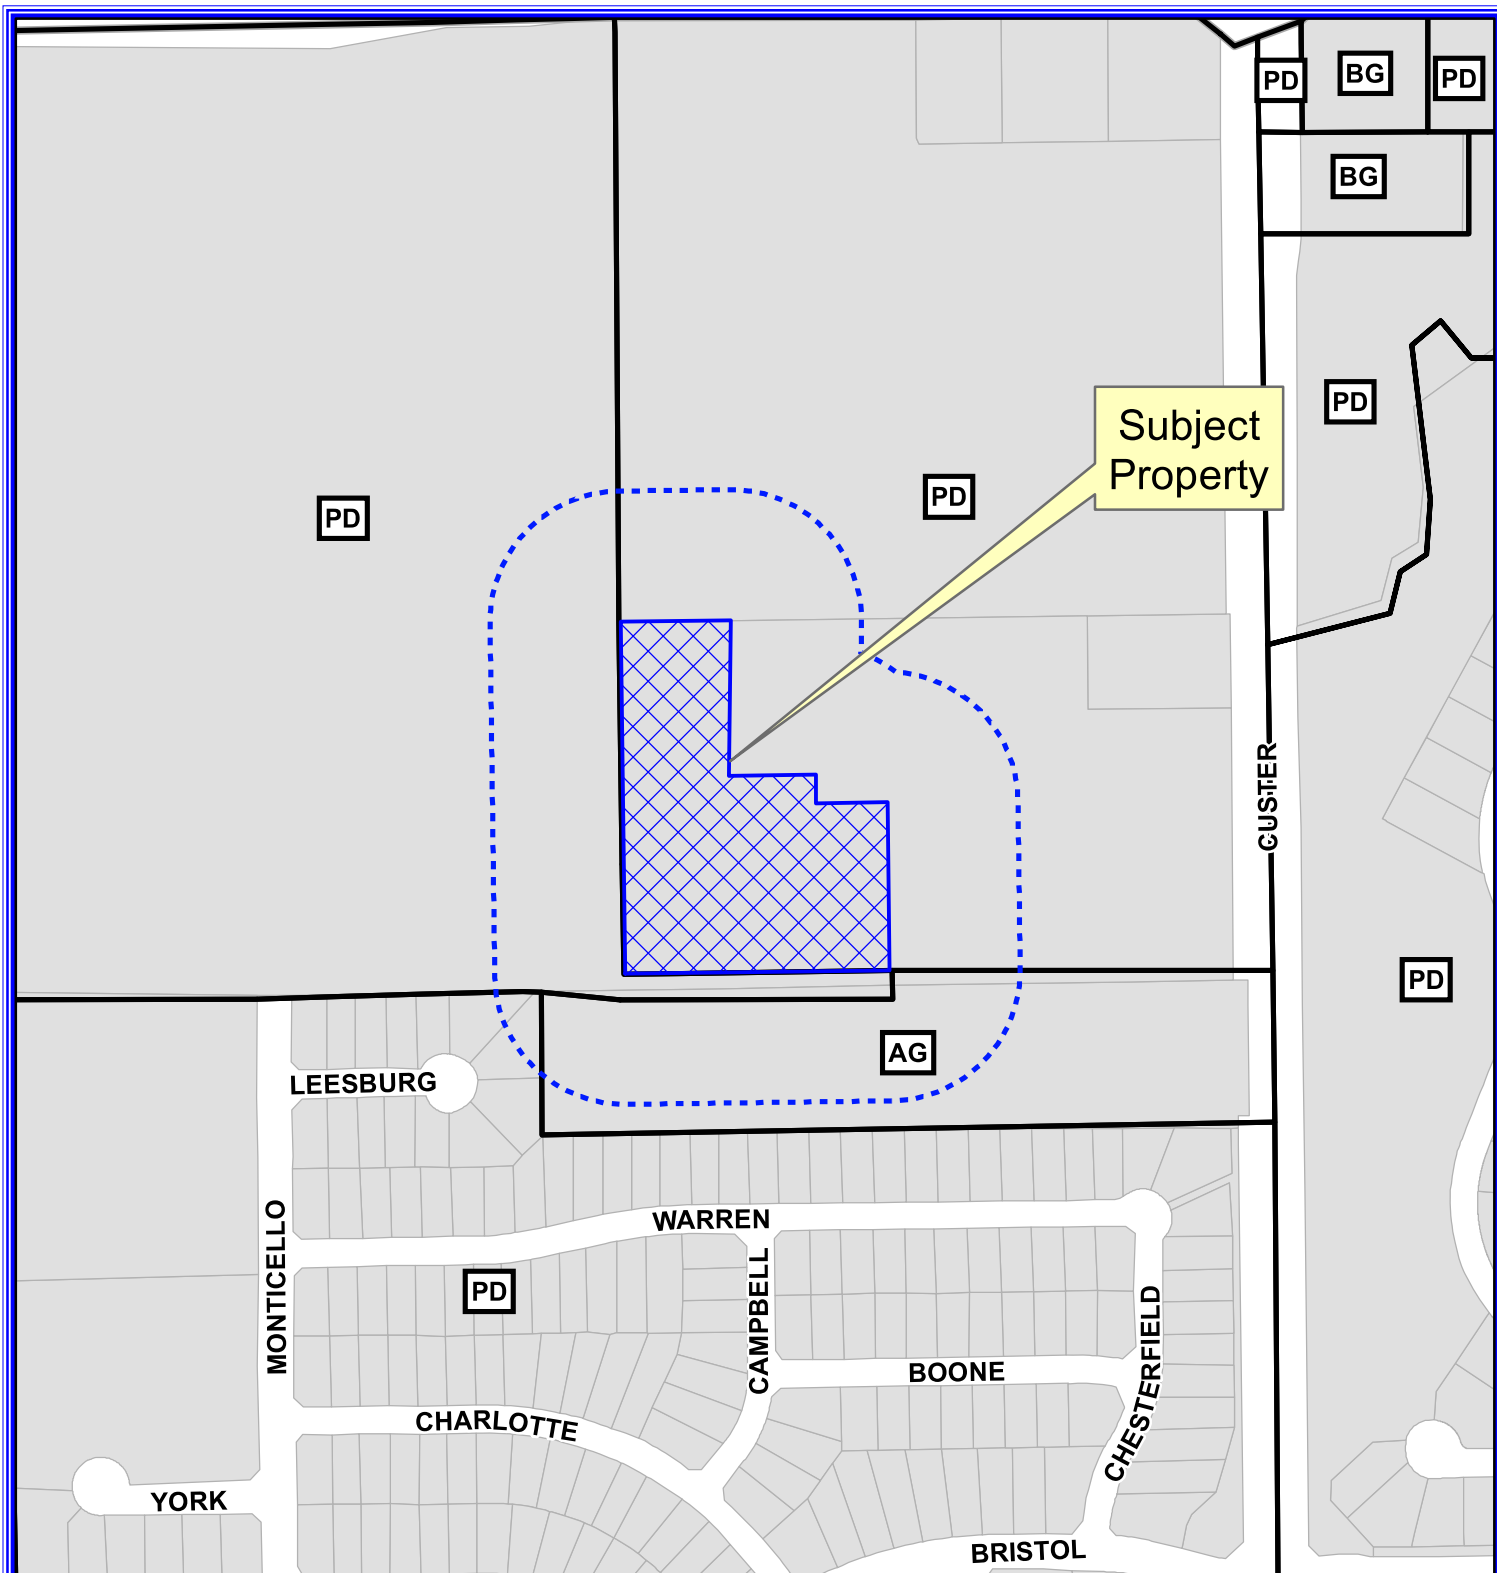 PD
BG
PD
BG
PD
Subject
Property
PD
PD
CUSTER
PD
AG
LEESBURG
MONTICELLO
WARREN
PD
CAMPBELL
CHESTERFIELD
BOONE
CHARLOTTE
YORK
BRISTOL